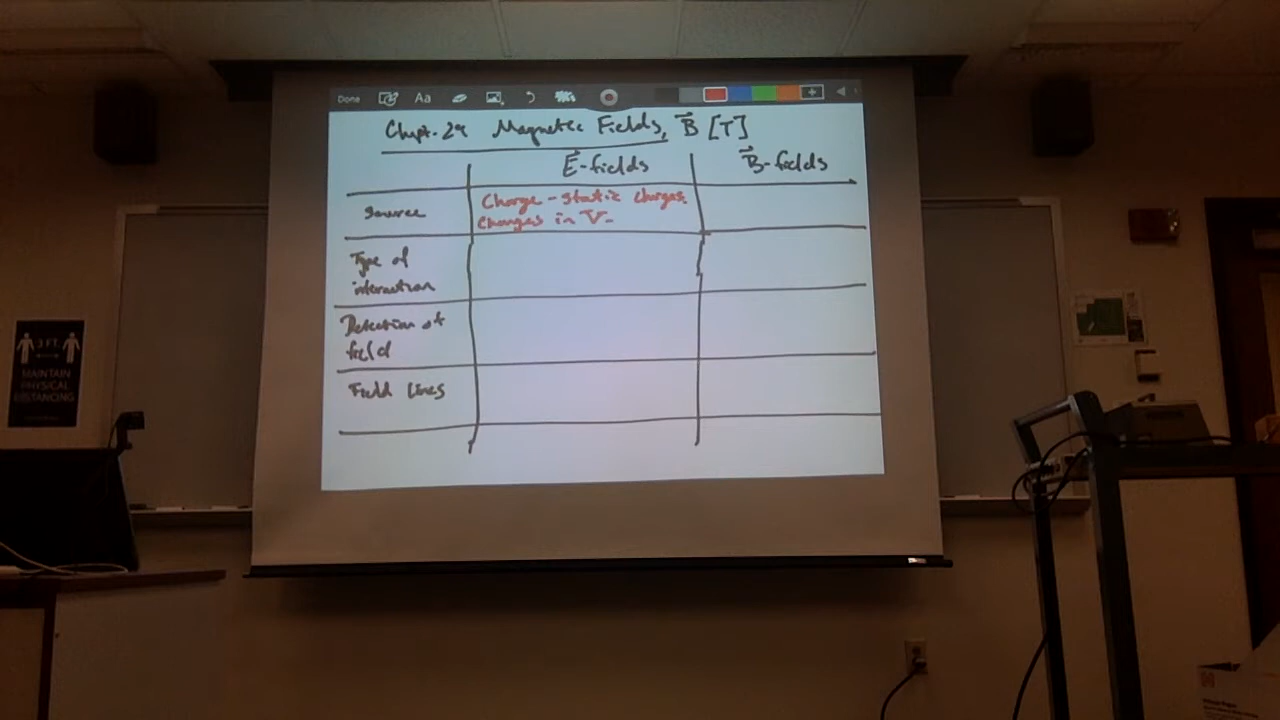 Done Aa
Chpt. 29 Magnetic Fields, B⃗ [T]
E⃗-fields B⃗-fields
Source Charge - static charges.
Changes in V.
Type of
interaction
Detection of
field
Field Lines
3 FT.
MAINTAIN
PHYSICAL
DISTANCING